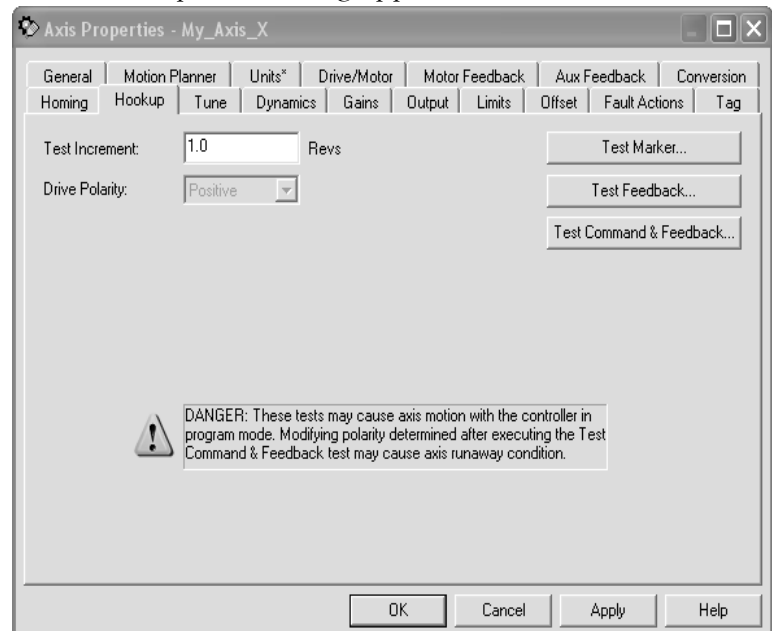 Axis Properties - My_Axis_X
General Motion Planner Units* Drive/Motor Motor Feedback Aux Feedback Conversion
Homing Hookup Tune Dynamics Gains Output Limits Offset Fault Actions Tag
Test Increment: 1.0 Revs Test Marker...
Drive Polarity: Positive Test Feedback...
Test Command & Feedback...
DANGER: These tests may cause axis motion with the controller in
program mode. Modifying polarity determined after executing the Test
Command & Feedback test may cause axis runaway condition.
OK Cancel Apply Help